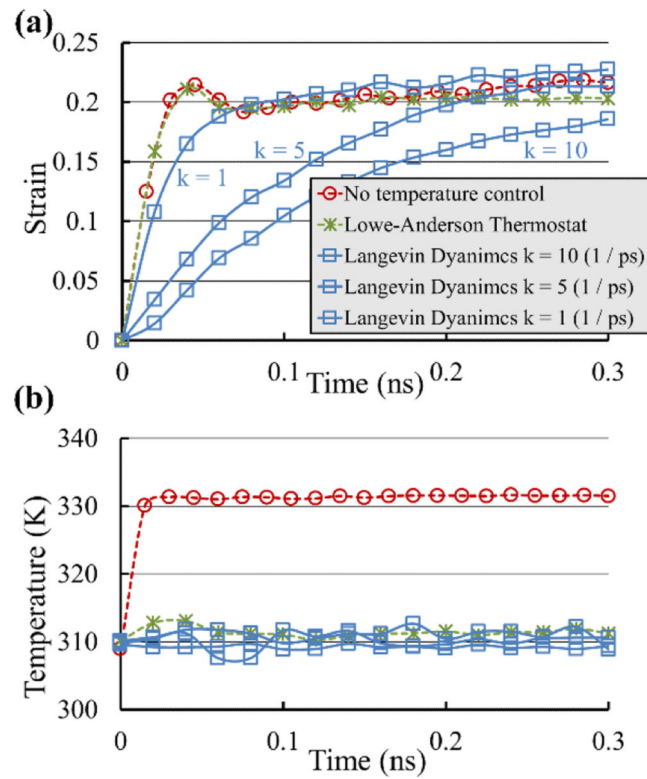 (a)
0.25
0.2
0.15
0.1
0.05
0
Strain
k = 1
k = 5
k = 10
No temperature control
Lowe-Anderson Thermostat
Langevin Dyanimcs k = 10 (1 / ps)
Langevin Dyanimcs k = 5 (1 / ps)
Langevin Dyanimcs k = 1 (1 / ps)
0 0.1 0.2 0.3
Time (ns)
(b)
340
330
320
310
300
Temperature (K)
0 0.1 0.2 0.3
Time (ns)